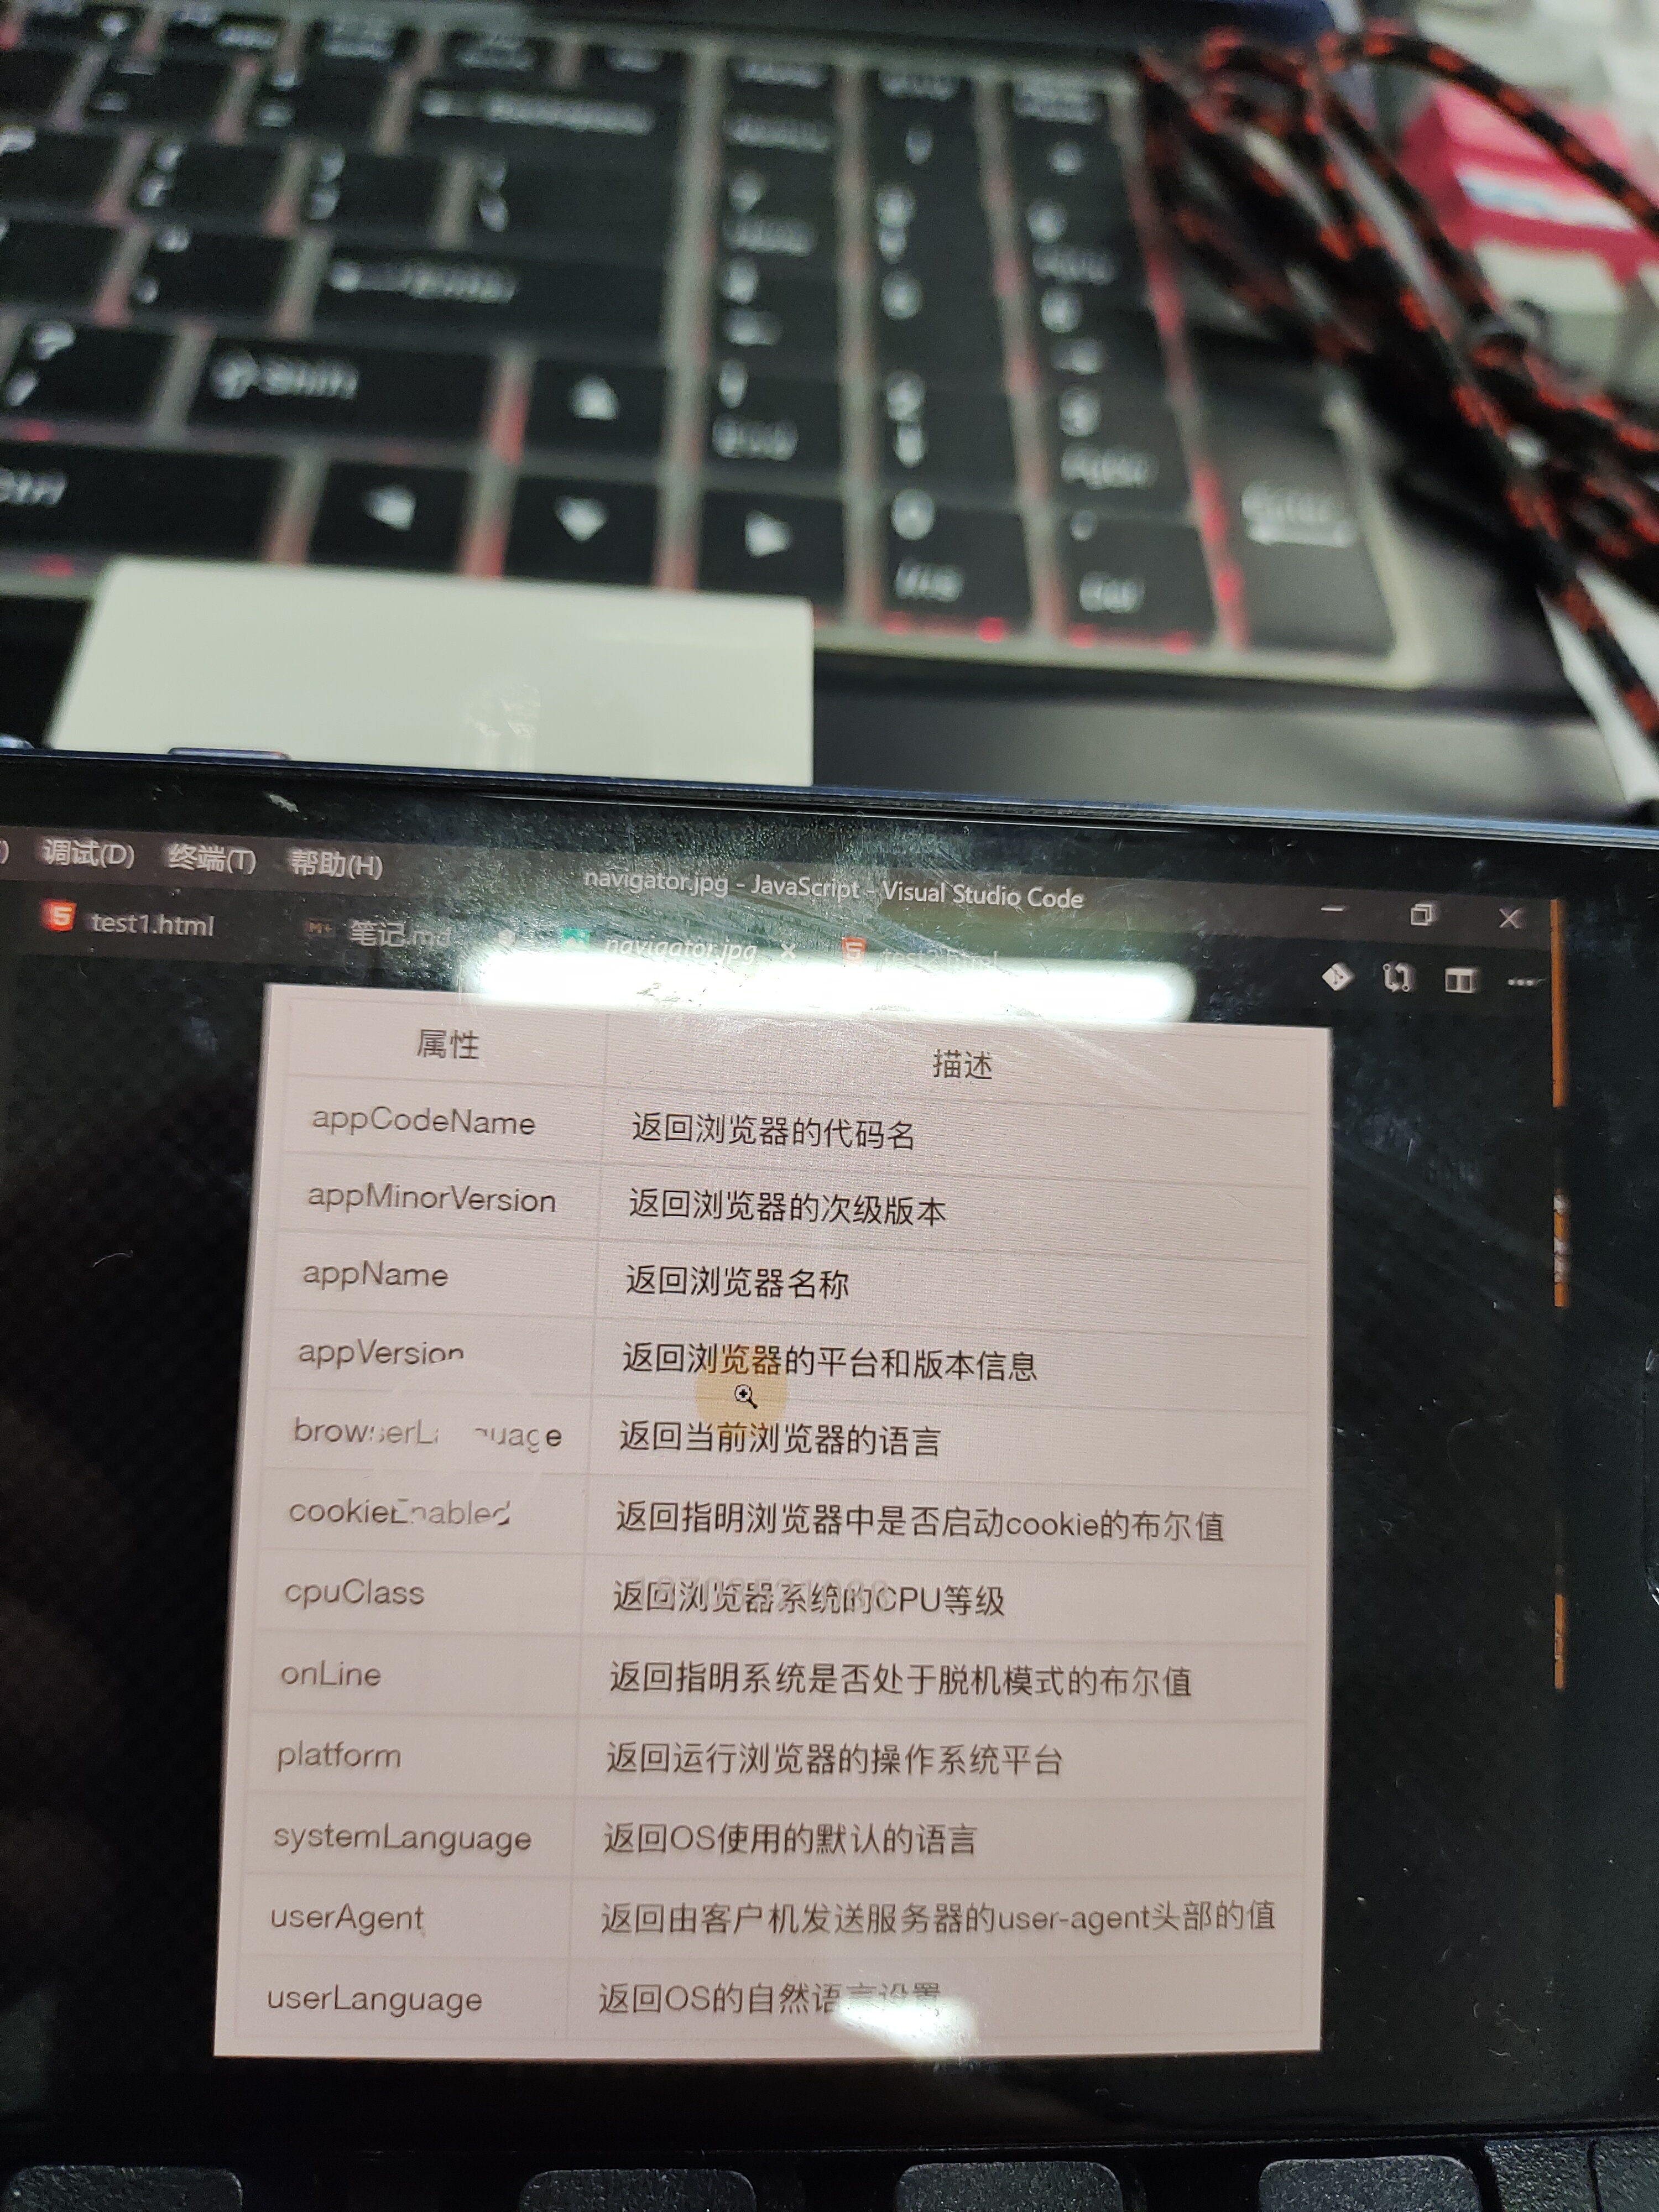 Shift
End
PgDn
Ctrl
0
Ins
Del
调试(D) 终端(T) 帮助(H)
navigator.jpg - JavaScript - Visual Studio Code
test1.html 笔记.md navigator.jpg
属性 描述
appCodeName 返回浏览器的代码名
appMinorVersion 返回浏览器的次级版本
appName 返回浏览器名称
appVersion 返回浏览器的平台和版本信息
browserLanguage 返回当前浏览器的语言
cookieEnabled 返回指明浏览器中是否启动cookie的布尔值
cpuClass 返回浏览器系统的CPU等级
onLine 返回指明系统是否处于脱机模式的布尔值
platform 返回运行浏览器的操作系统平台
systemLanguage 返回OS使用的默认的语言
userAgent 返回由客户机发送服务器的user-agent头部的值
userLanguage 返回OS的自然语言设置